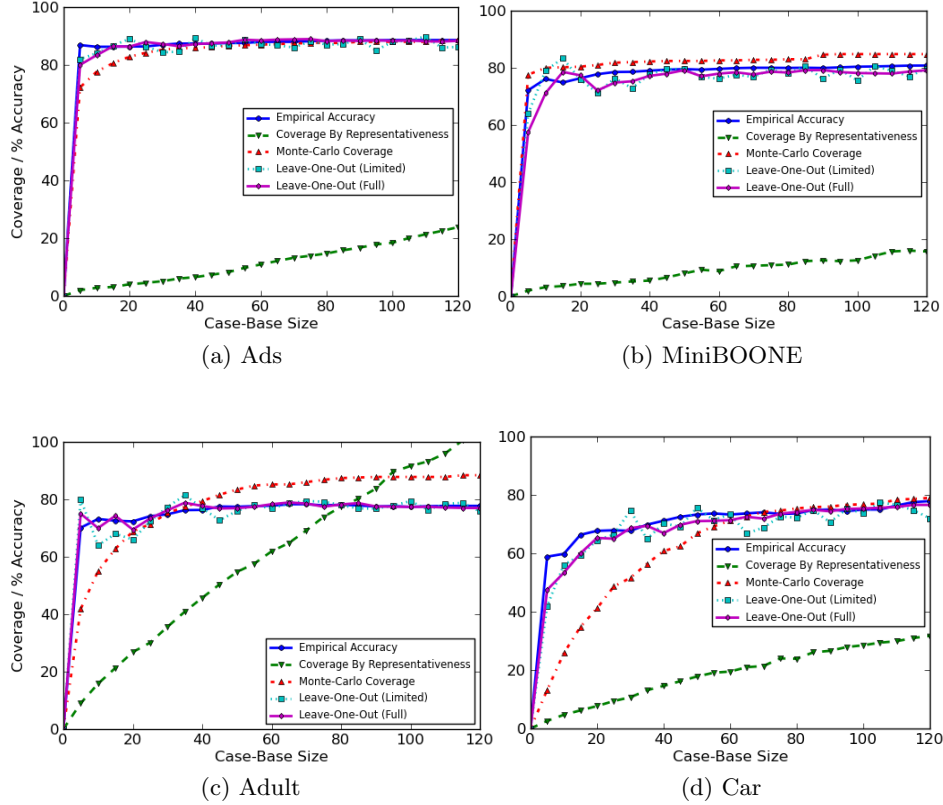 100
80
60
40
20
0
Coverage / % Accuracy
Empirical Accuracy
Coverage By Representativeness
Monte-Carlo Coverage
Leave-One-Out (Limited)
Leave-One-Out (Full)
0 20 40 60 80 100 120
Case-Base Size
(a) Ads
100
80
60
40
20
0
Empirical Accuracy
Coverage By Representativeness
Monte-Carlo Coverage
Leave-One-Out (Limited)
Leave-One-Out (Full)
0 20 40 60 80 100 120
Case-Base Size
(b) MiniBOONE
100
80
60
40
20
0
Coverage / % Accuracy
Empirical Accuracy
Coverage By Representativeness
Monte-Carlo Coverage
Leave-One-Out (Limited)
Leave-One-Out (Full)
0 20 40 60 80 100 120
Case-Base Size
(c) Adult
100
80
60
40
20
0
Empirical Accuracy
Coverage By Representativeness
Monte-Carlo Coverage
Leave-One-Out (Limited)
Leave-One-Out (Full)
0 20 40 60 80 100 120
Case-Base Size
(d) Car